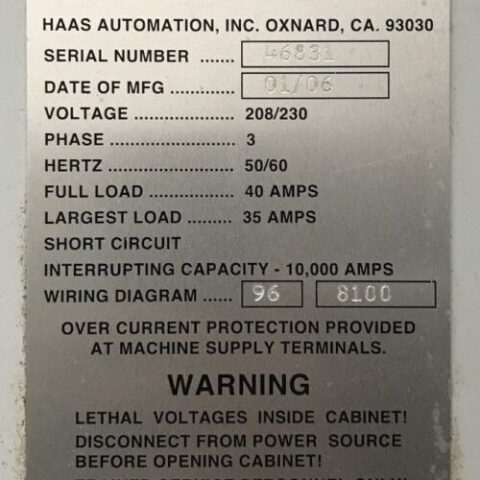 HAAS AUTOMATION, INC. OXNARD, CA. 93030
SERIAL NUMBER ....... 46831
DATE OF MFG ............. 01/06
VOLTAGE .................... 208/230
PHASE ......................... 3
HERTZ ......................... 50/60
FULL LOAD ................. 40 AMPS
LARGEST LOAD ......... 35 AMPS
SHORT CIRCUIT
INTERRUPTING CAPACITY - 10,000 AMPS
WIRING DIAGRAM ...... 96 8100
OVER CURRENT PROTECTION PROVIDED
AT MACHINE SUPPLY TERMINALS.
WARNING
LETHAL VOLTAGES INSIDE CABINET!
DISCONNECT FROM POWER SOURCE
BEFORE OPENING CABINET!